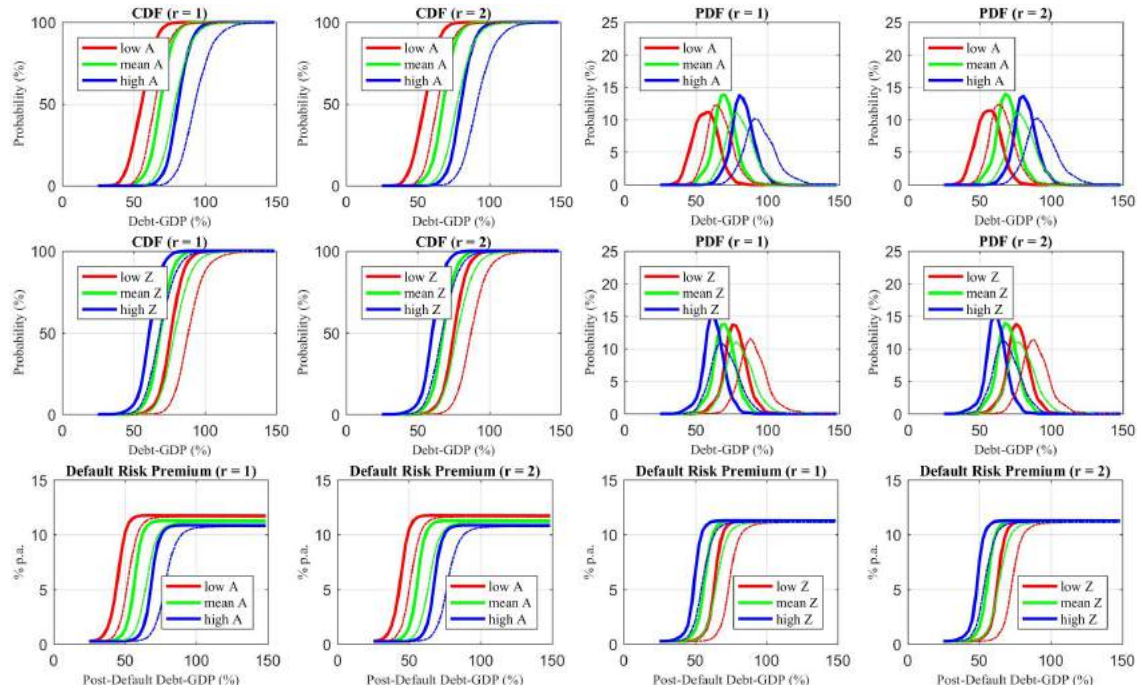 CDF (r = 1)
CDF (r = 2)
PDF (r = 1)
PDF (r = 2)
Probability (%)
100
50
0
low A
mean A
high A
0 50 100 150
Debt-GDP (%)
Probability (%)
100
50
0
low A
mean A
high A
0 50 100 150
Debt-GDP (%)
Probability (%)
25
20
15
10
5
0
low A
mean A
high A
0 50 100 150
Debt-GDP (%)
Probability (%)
25
20
15
10
5
0
low A
mean A
high A
0 50 100 150
Debt-GDP (%)
CDF (r = 1)
CDF (r = 2)
PDF (r = 1)
PDF (r = 2)
Probability (%)
100
50
0
low Z
mean Z
high Z
0 50 100 150
Debt-GDP (%)
Probability (%)
100
50
0
low Z
mean Z
high Z
0 50 100 150
Debt-GDP (%)
Probability (%)
25
20
15
10
5
0
low Z
mean Z
high Z
0 50 100 150
Debt-GDP (%)
Probability (%)
25
20
15
10
5
0
low Z
mean Z
high Z
0 50 100 150
Debt-GDP (%)
Default Risk Premium (r = 1)
Default Risk Premium (r = 2)
Default Risk Premium (r = 1)
Default Risk Premium (r = 2)
% p.a.
15
10
5
0
low A
mean A
high A
0 50 100 150
Post-Default Debt-GDP (%)
% p.a.
15
10
5
0
low A
mean A
high A
0 50 100 150
Post-Default Debt-GDP (%)
% p.a.
15
10
5
0
low Z
mean Z
high Z
0 50 100 150
Post-Default Debt-GDP (%)
% p.a.
15
10
5
0
low Z
mean Z
high Z
0 50 100 150
Post-Default Debt-GDP (%)